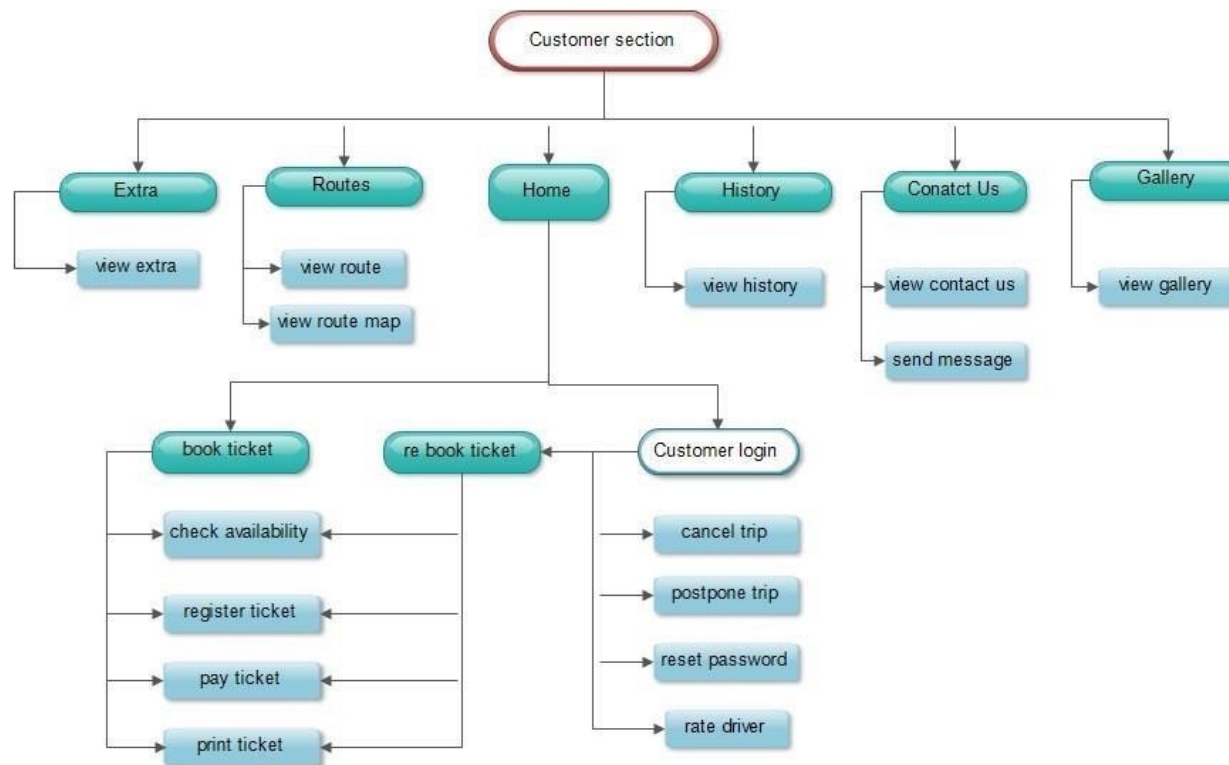 Customer section
Extra
Routes
Home
History
Conatct Us
Gallery
view extra
view route
view history
view contact us
view gallery
view route map
send message
book ticket
re book ticket
Customer login
check availability
cancel trip
register ticket
postpone trip
pay ticket
reset password
print ticket
rate driver